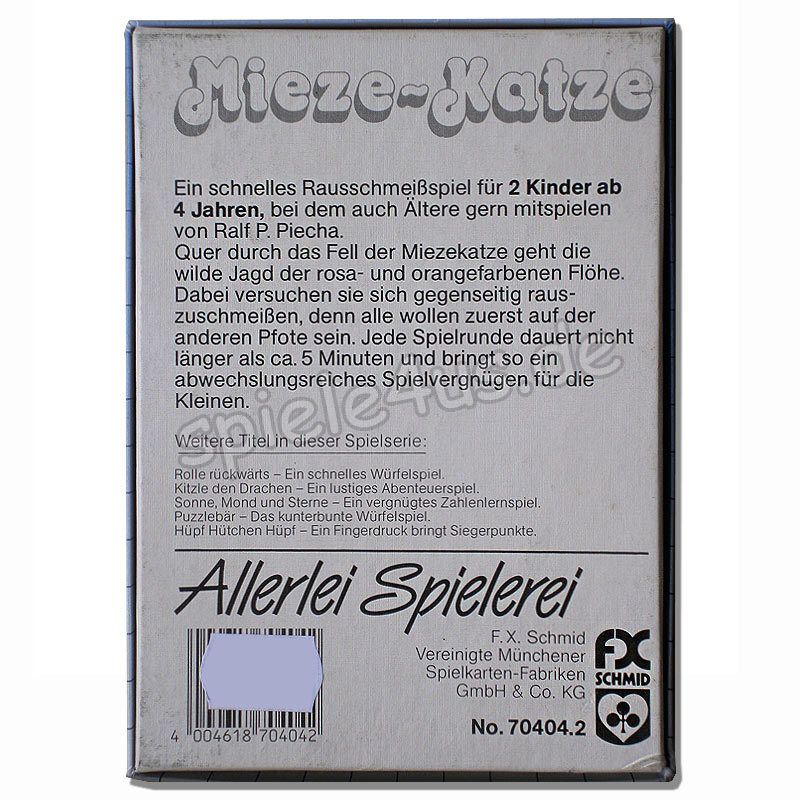 Mieze-Katze
Ein schnelles Rausschmeißspiel für 2 Kinder ab
4 Jahren, bei dem auch Ältere gern mitspielen
von Ralf P. Piecha.
Quer durch das Fell der Miezekatze geht die
wilde Jagd der rosa- und orangefarbenen Flöhe.
Dabei versuchen sie sich gegenseitig raus-
zuschmeißen, denn alle wollen zuerst auf der
anderen Pfote sein. Jede Spielrunde dauert nicht
länger als ca. 5 Minuten und bringt so ein
abwechslungsreiches Spielvergnügen für die
Kleinen.
spiele4us.de
Weitere Titel in dieser Spielserie:
Rolle rückwärts – Ein schnelles Würfelspiel.
Kitzle den Drachen – Ein lustiges Abenteuerspiel.
Sonne, Mond und Sterne – Ein vergnügtes Zahlenlernspiel.
Puzzlebär – Das kunterbunte Würfelspiel.
Hüpf Hütchen Hüpf – Ein Fingerdruck bringt Siegerpunkte.
Allerlei Spielerei
F. X. Schmid
Vereinigte Münchener
Spielkarten-Fabriken
GmbH & Co. KG
FX
SCHMID
No. 70404.2
4 004618 704042